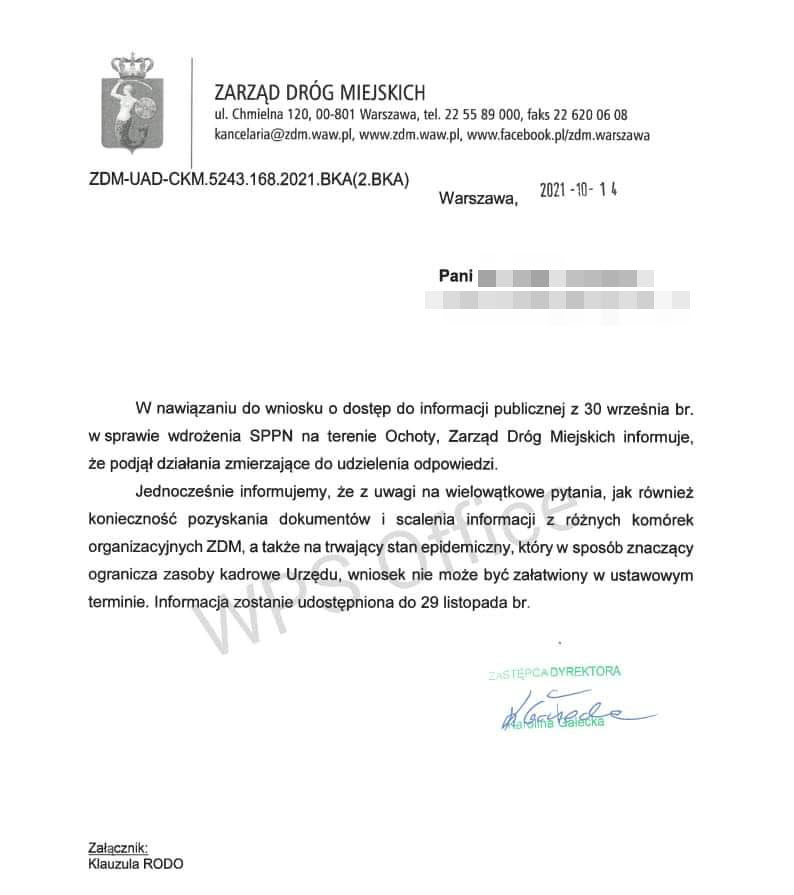 ZARZĄD DRÓG MIEJSKICH
ul. Chmielna 120, 00-801 Warszawa, tel. 22 55 89 000, faks 22 620 06 08
kancelaria@zdm.waw.pl, www.zdm.waw.pl, www.facebook.pl/zdm.warszawa
ZDM-UAD-CKM.5243.168.2021.BKA(2.BKA)
Warszawa, 2021 -10- 14
Pani
W nawiązaniu do wniosku o dostęp do informacji publicznej z 30 września br.
w sprawie wdrożenia SPPN na terenie Ochoty, Zarząd Dróg Miejskich informuje,
że podjął działania zmierzające do udzielenia odpowiedzi.
Jednocześnie informujemy, że z uwagi na wielowątkowe pytania, jak również
konieczność pozyskania dokumentów i scalenia informacji z różnych komórek
organizacyjnych ZDM, a także na trwający stan epidemiczny, który w sposób znaczący
ogranicza zasoby kadrowe Urzędu, wniosek nie może być załatwiony w ustawowym
terminie. Informacja zostanie udostępniona do 29 listopada br.
WPS Office
ZASTĘPCA DYREKTORA
Karolina Gałecka
Załącznik:
Klauzula RODO